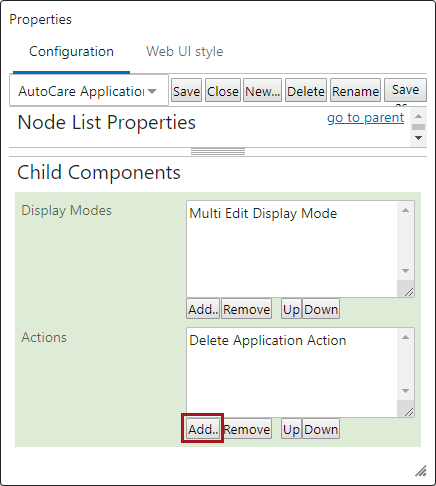 Properties
Configuration Web UI style
AutoCare Application Save Close New... Delete Rename Save
Node List Properties go to parent
Child Components
Display Modes Multi Edit Display Mode
Add.. Remove Up Down
Actions Delete Application Action
Add.. Remove Up Down